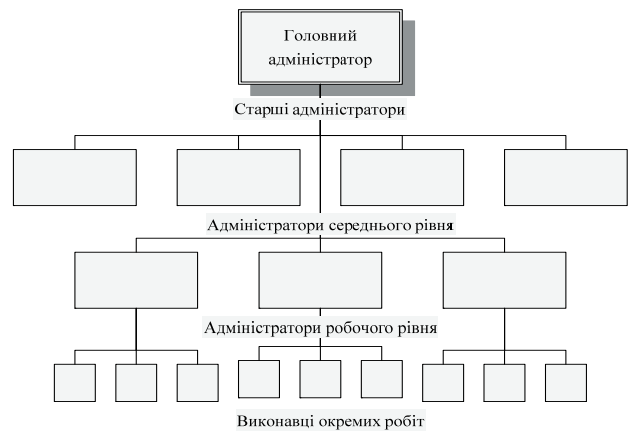 Головний
адміністратор
Старші адміністратори
Адміністратори середнього рівня
Адміністратори робочого рівня
Виконавці окремих робіт